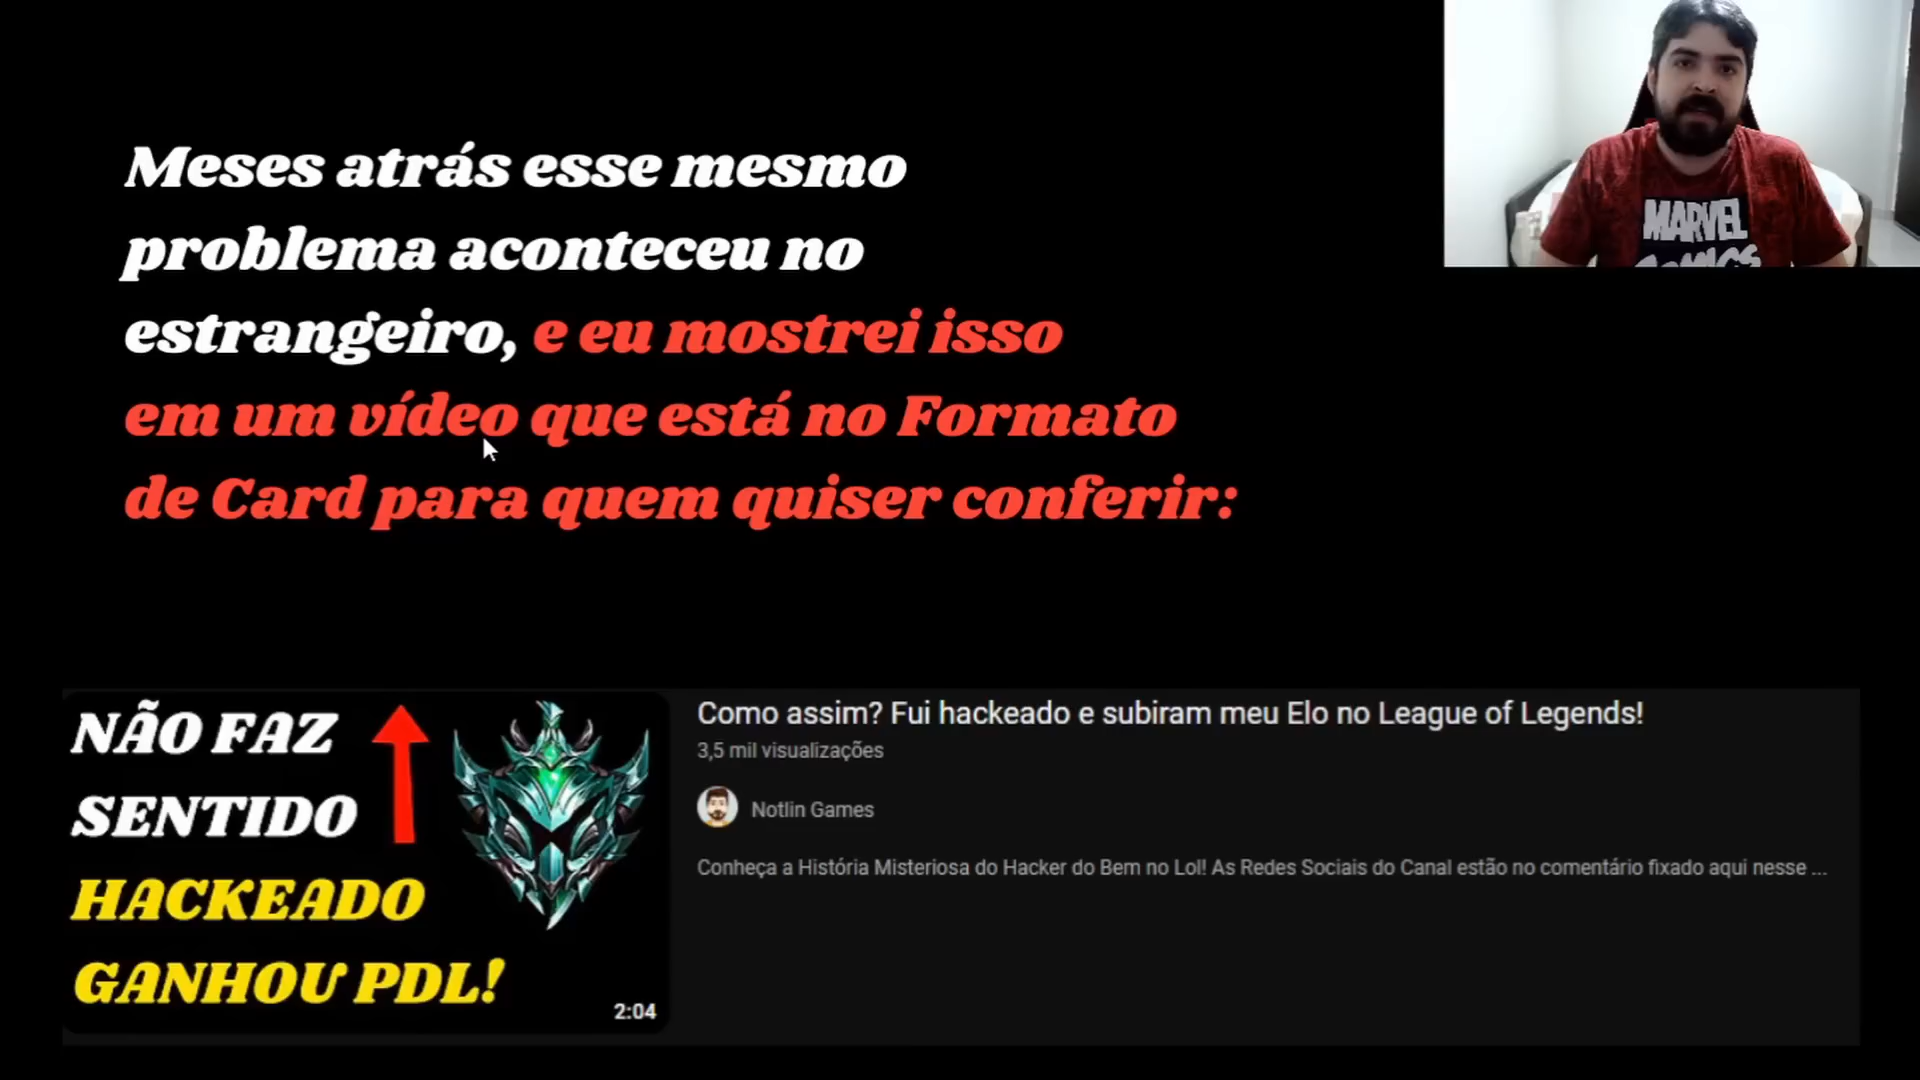 Meses atrás esse mesmo
problema aconteceu no
estrangeiro, e eu mostrei isso
em um vídeo que está no Formato
de Card para quem quiser conferir:
MARVEL
COMICS
NÃO FAZ
SENTIDO
HACKEADO
GANHOU PDL!
2:04
Como assim? Fui hackeado e subiram meu Elo no League of Legends!
3,5 mil visualizações
Notlin Games
Conheça a História Misteriosa do Hacker do Bem no Lol! As Redes Sociais do Canal estão no comentário fixado aqui nesse ...